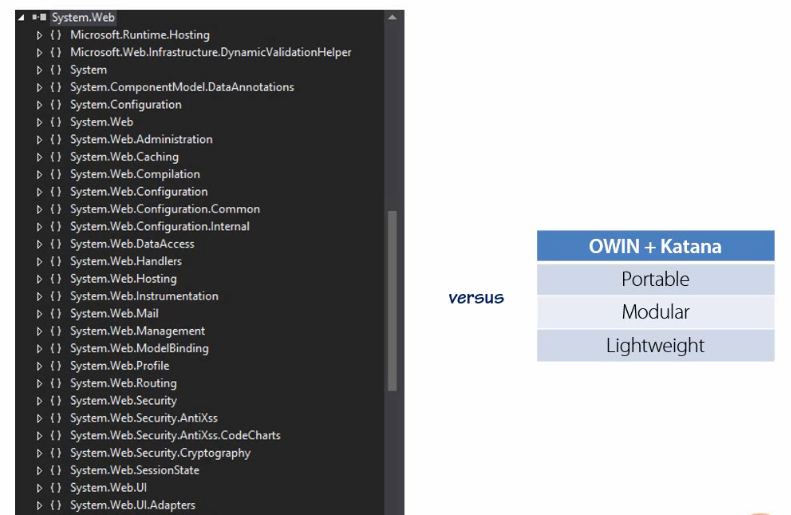 System.Web
{ } Microsoft.Runtime.Hosting
{ } Microsoft.Web.Infrastructure.DynamicValidationHelper
{ } System
{ } System.ComponentModel.DataAnnotations
{ } System.Configuration
{ } System.Web
{ } System.Web.Administration
{ } System.Web.Caching
{ } System.Web.Compilation
{ } System.Web.Configuration
{ } System.Web.Configuration.Common
{ } System.Web.Configuration.Internal
{ } System.Web.DataAccess
{ } System.Web.Handlers
{ } System.Web.Hosting
{ } System.Web.Instrumentation
{ } System.Web.Mail
{ } System.Web.Management
{ } System.Web.ModelBinding
{ } System.Web.Profile
{ } System.Web.Routing
{ } System.Web.Security
{ } System.Web.Security.AntiXss
{ } System.Web.Security.AntiXss.CodeCharts
{ } System.Web.Security.Cryptography
{ } System.Web.SessionState
{ } System.Web.UI
{ } System.Web.UI.Adapters
versus
OWIN + Katana
Portable
Modular
Lightweight